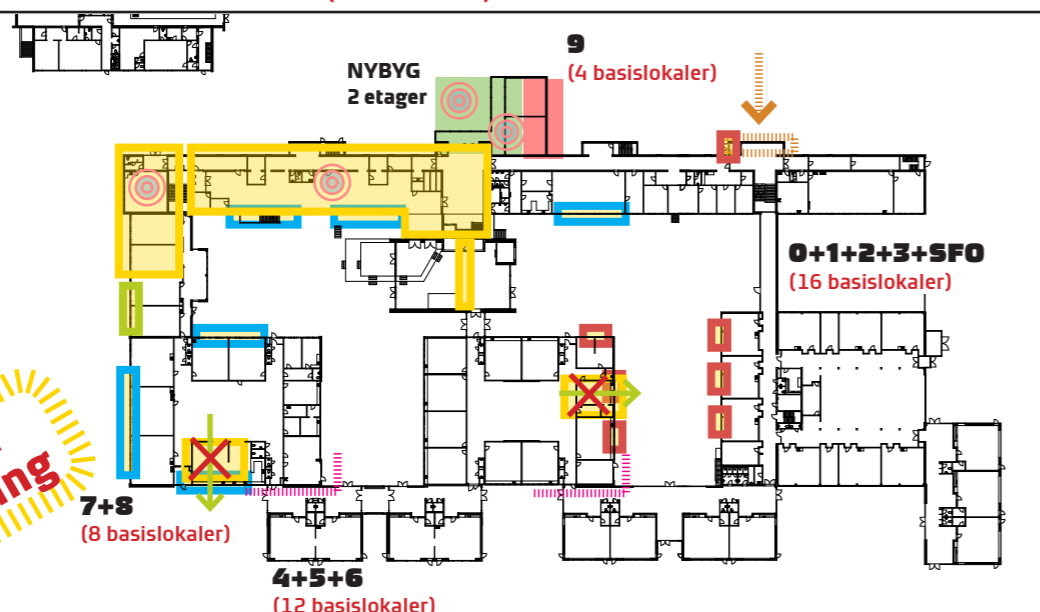 9
(4 basislokaler)
NYBYG
2 etager
0+1+2+3+SFO
(16 basislokaler)
7+8
(8 basislokaler)
4+5+6
(12 basislokaler)